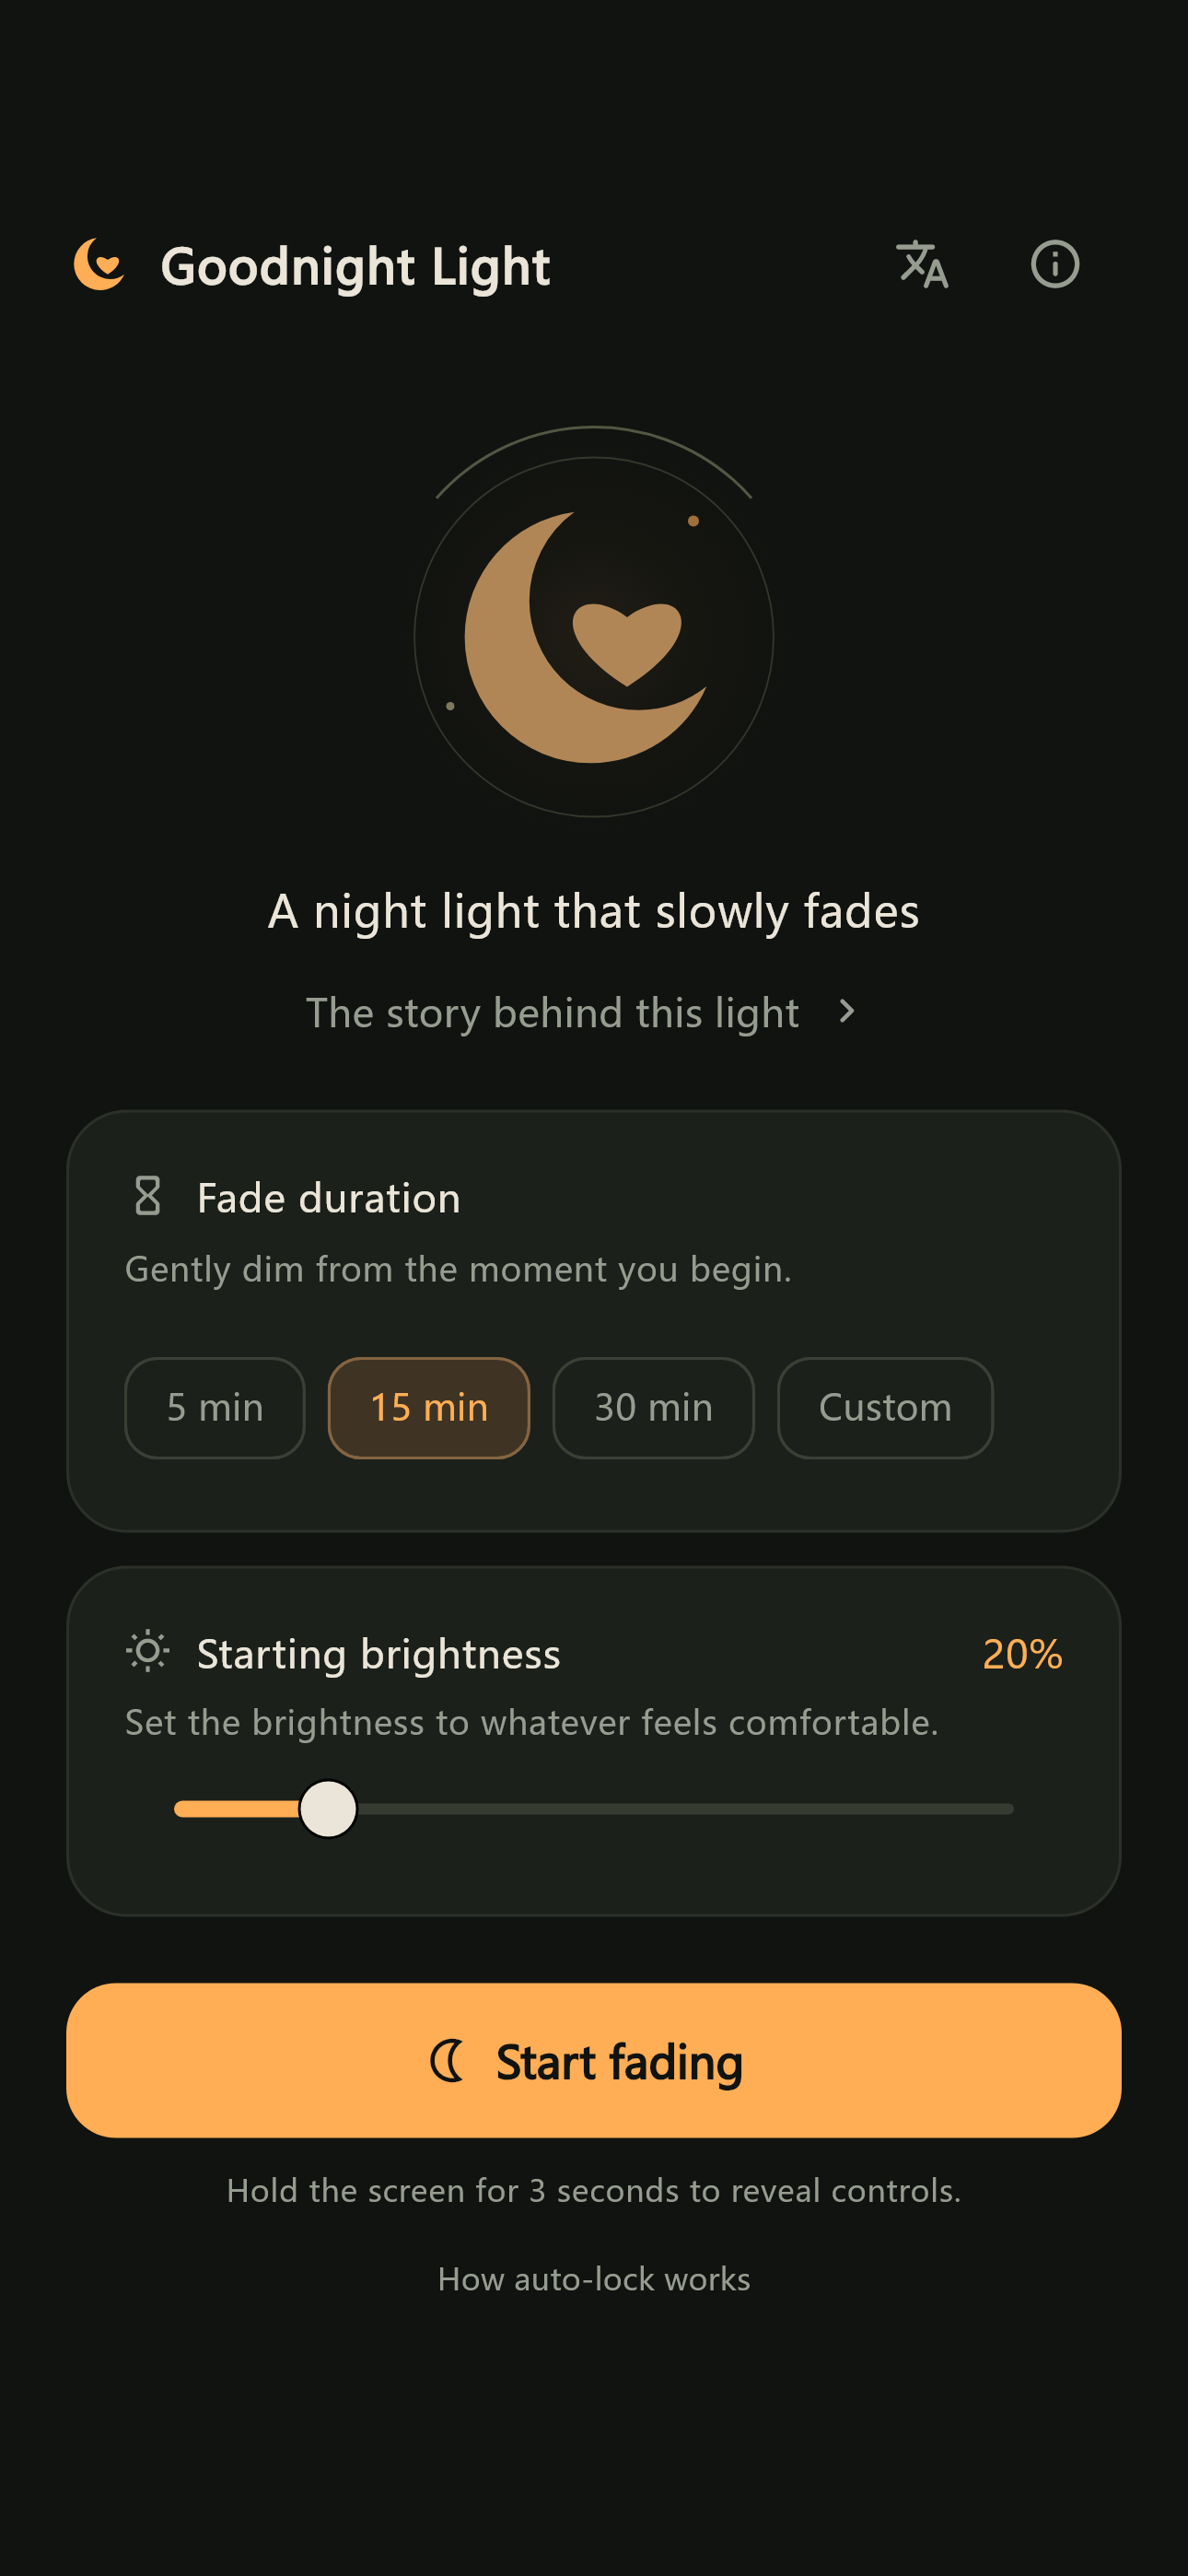 Goodnight Light
A night light that slowly fades
The story behind this light
Fade duration
Gently dim from the moment you begin.
5 min 15 min 30 min Custom
Starting brightness 20%
Set the brightness to whatever feels comfortable.
Start fading
Hold the screen for 3 seconds to reveal controls.
How auto-lock works